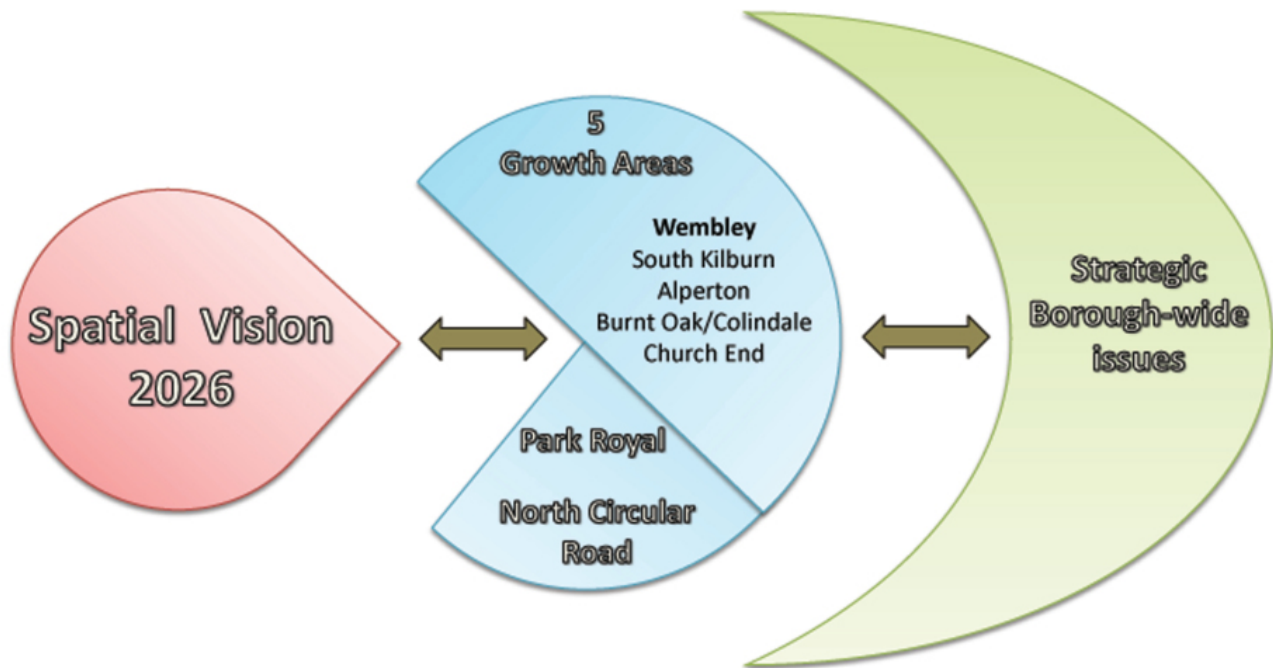 Spatial Vision
2026
5
Growth Areas
Wembley
South Kilburn
Alperton
Burnt Oak/Colindale
Church End
Park Royal
North Circular
Road
Strategic
Borough-wide
issues